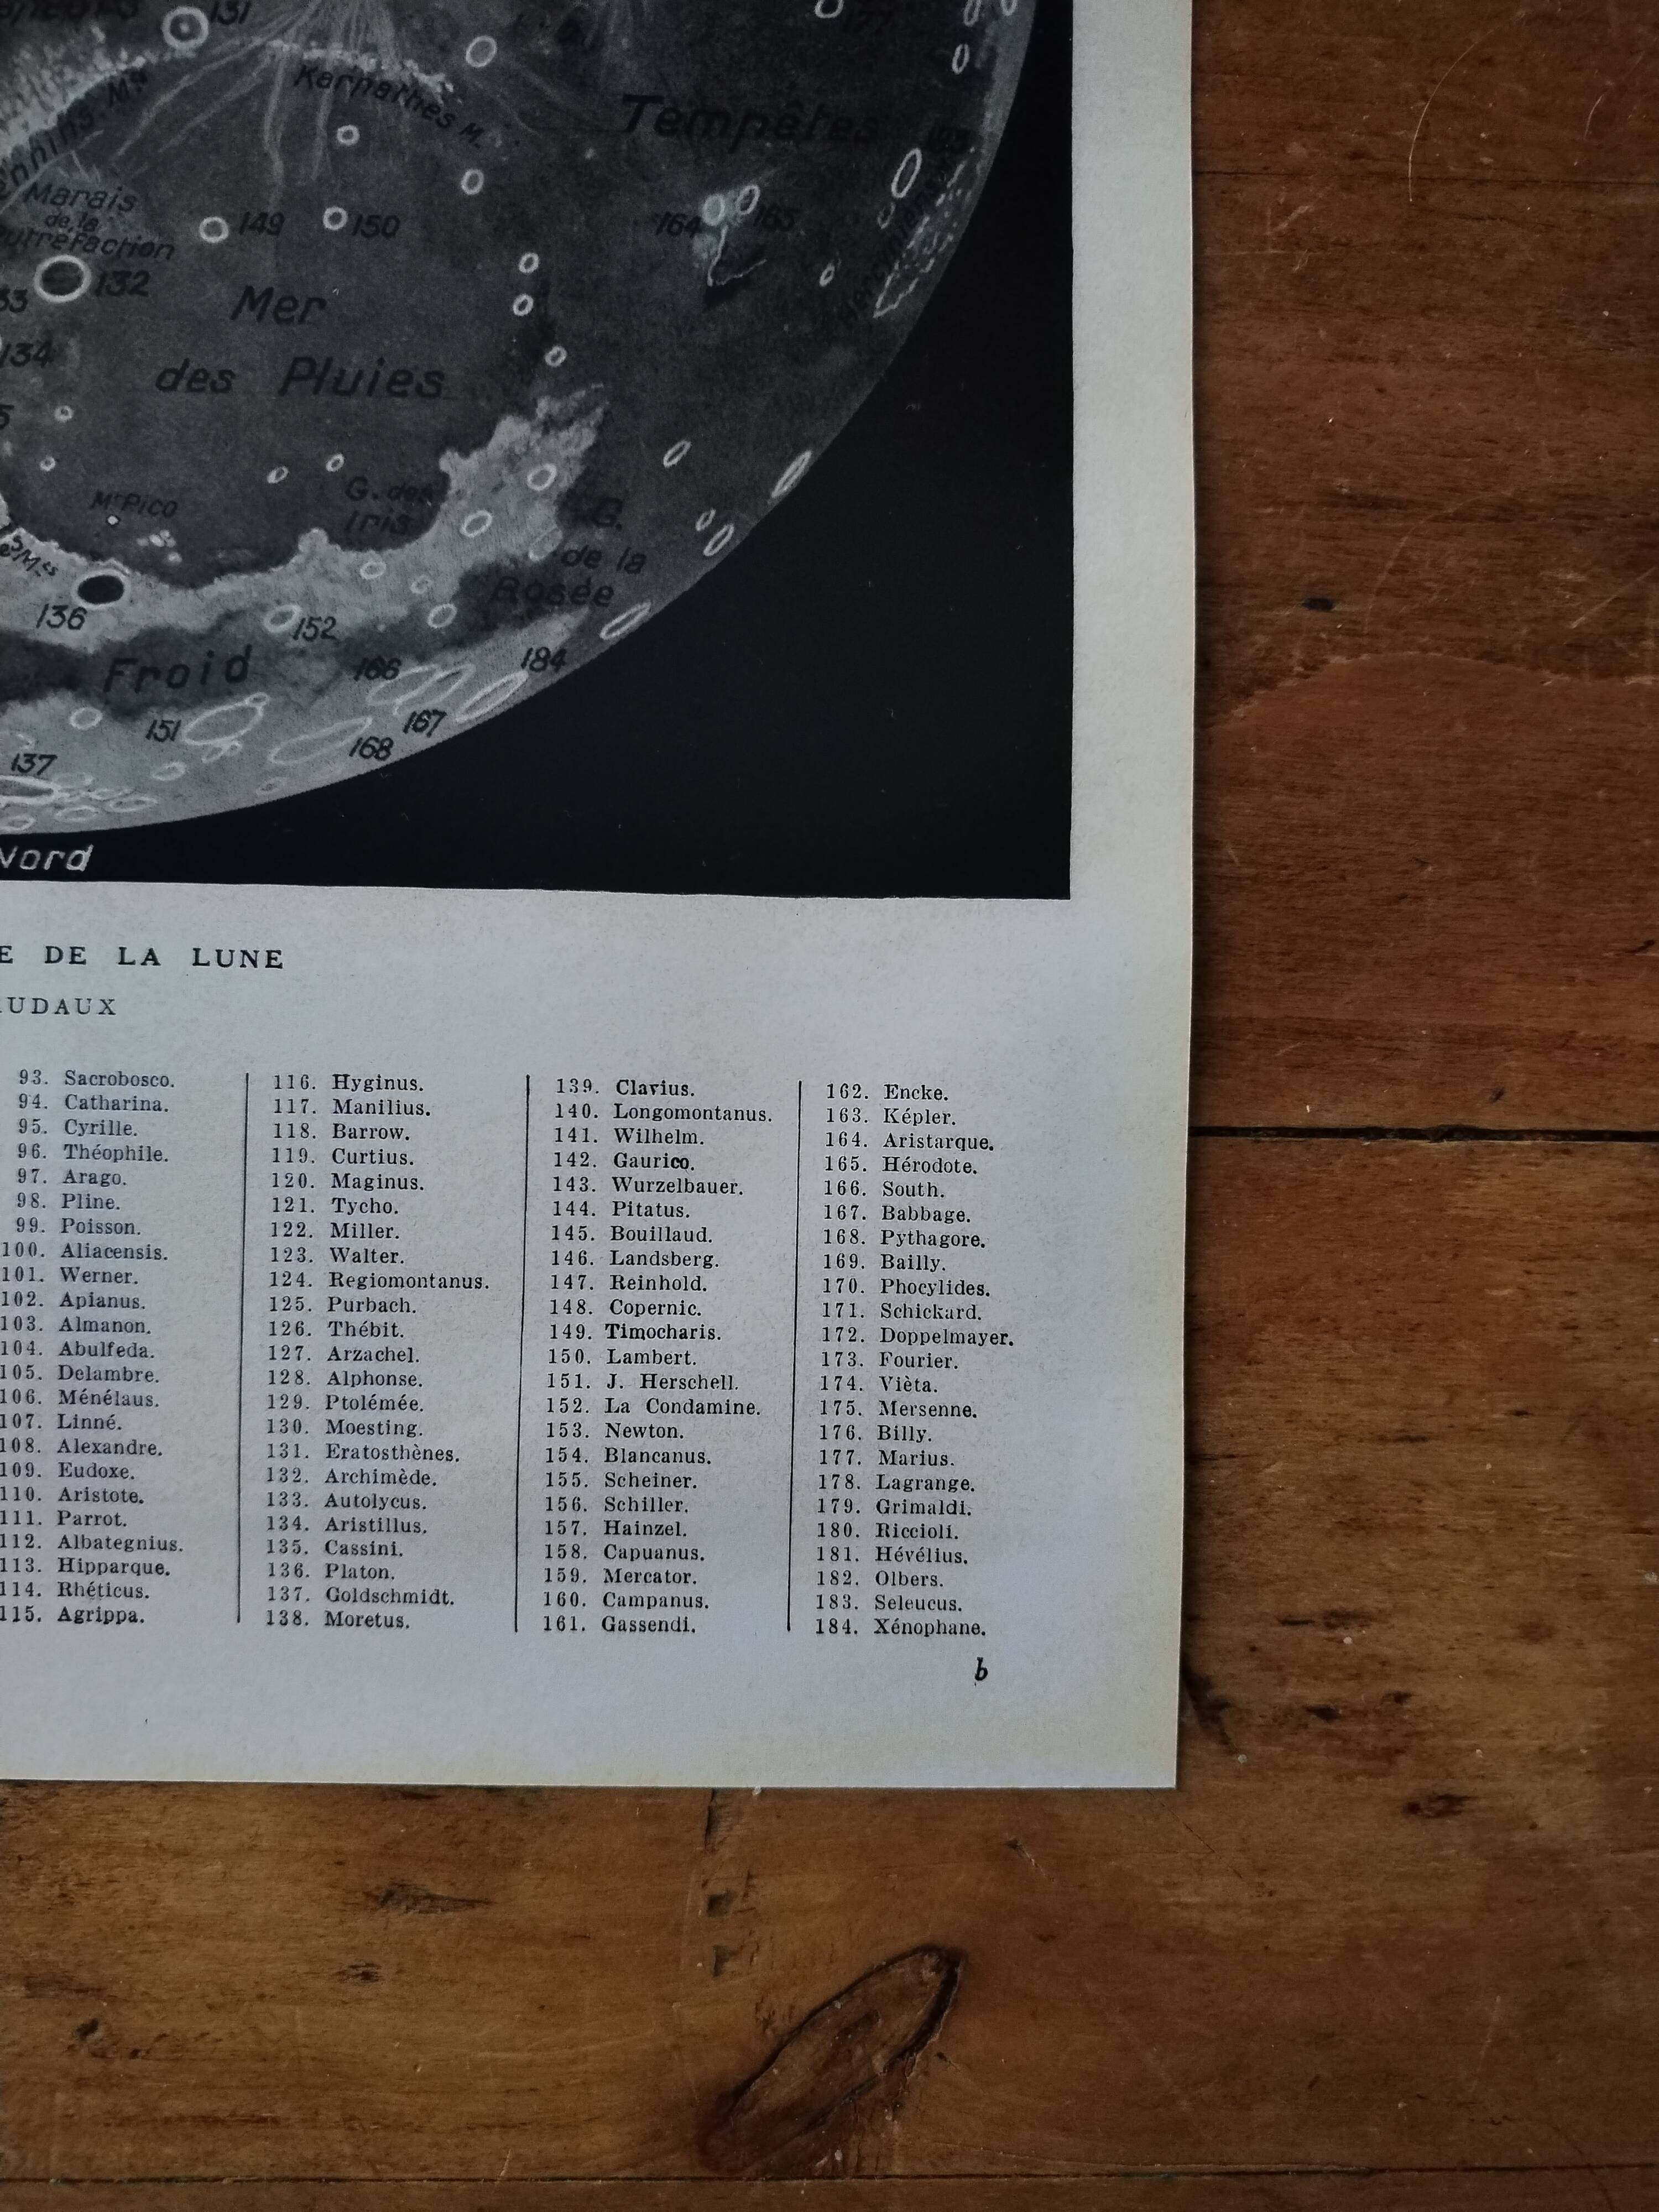 131
Karpathes M.
Tempêtes
Marais
de la
149
150
164
165
132
Mer
134
des Pluies
G. des
Iris
Mt Pico
G.
de la
Rosée
136
152
Froid
166
184
151
167
168
137
Nord
DE LA LUNE
UDAUX
93. Sacrobosco.
94. Catharina.
95. Cyrille.
96. Théophile.
97. Arago.
98. Pline.
99. Poisson.
100. Aliacensis.
101. Werner.
102. Apianus.
103. Almanon.
104. Abulfeda.
105. Delambre.
106. Ménélaus.
107. Linné.
108. Alexandre.
109. Eudoxe.
110. Aristote.
111. Parrot.
112. Albategnius.
113. Hipparque.
114. Rhéticus.
115. Agrippa.
116. Hyginus.
117. Manilius.
118. Barrow.
119. Curtius.
120. Maginus.
121. Tycho.
122. Miller.
123. Walter.
124. Regiomontanus.
125. Purbach.
126. Thébit.
127. Arzachel.
128. Alphonse.
129. Ptolémée.
130. Moesting.
131. Eratosthènes.
132. Archimède.
133. Autolycus.
134. Aristillus.
135. Cassini.
136. Platon.
137. Goldschmidt.
138. Moretus.
139. Clavius.
140. Longomontanus.
141. Wilhelm.
142. Gaurico.
143. Wurzelbauer.
144. Pitatus.
145. Bouillaud.
146. Landsberg.
147. Reinhold.
148. Copernic.
149. Timocharis.
150. Lambert.
151. J. Herschell.
152. La Condamine.
153. Newton.
154. Blancanus.
155. Scheiner.
156. Schiller.
157. Hainzel.
158. Capuanus.
159. Mercator.
160. Campanus.
161. Gassendi.
162. Encke.
163. Képler.
164. Aristarque.
165. Hérodote.
166. South.
167. Babbage.
168. Pythagore.
169. Bailly.
170. Phocylides.
171. Schickard.
172. Doppelmayer.
173. Fourier.
174. Vièta.
175. Mersenne.
176. Billy.
177. Marius.
178. Lagrange.
179. Grimaldi.
180. Riccioli.
181. Hévélius.
182. Olbers.
183. Seleucus.
184. Xénophane.
b